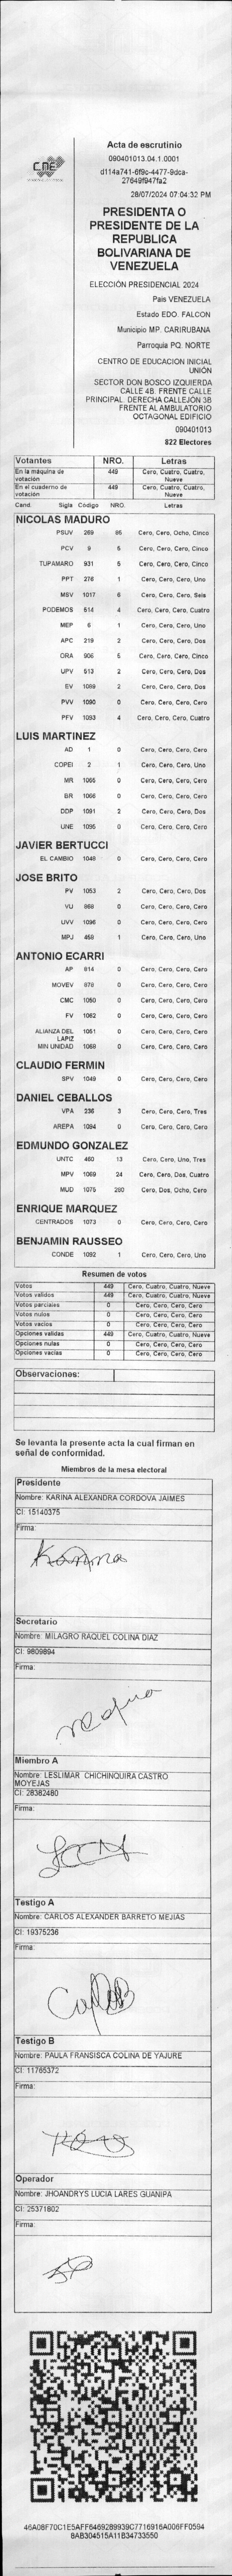 CNE
Acta de escrutinio
090401013.04.1.0001
d114a741-6f9c-4477-9dca-
27649f947fa2
28/07/2024 07:04:32 PM
PRESIDENTA O
PRESIDENTE DE LA
REPUBLICA
BOLIVARIANA DE
VENEZUELA
ELECCIÓN PRESIDENCIAL 2024
País VENEZUELA
Estado EDO. FALCON
Municipio MP. CARIRUBANA
Parroquia PQ. NORTE
CENTRO DE EDUCACION INICIAL
UNIÓN
SECTOR DON BOSCO IZQUIERDA
CALLE 4B. FRENTE CALLE
PRINCIPAL. DERECHA CALLEJÓN 3B
FRENTE AL AMBULATORIO
OCTAGONAL EDIFICIO
090401013
822 Electores
Votantes NRO. Letras
En la máquina de votación 449 Cero, Cuatro, Cuatro, Nueve
En el cuaderno de votación 449 Cero, Cuatro, Cuatro, Nueve
Cand. Sigla Código NRO. Letras
NICOLAS MADURO
PSUV 269 85 Cero, Cero, Ocho, Cinco
PCV 9 5 Cero, Cero, Cero, Cinco
TUPAMARO 931 5 Cero, Cero, Cero, Cinco
PPT 276 1 Cero, Cero, Cero, Uno
MSV 1017 6 Cero, Cero, Cero, Seis
PODEMOS 514 4 Cero, Cero, Cero, Cuatro
MEP 6 1 Cero, Cero, Cero, Uno
APC 219 2 Cero, Cero, Cero, Dos
ORA 906 5 Cero, Cero, Cero, Cinco
UPV 513 2 Cero, Cero, Cero, Dos
EV 1089 2 Cero, Cero, Cero, Dos
PVV 1090 0 Cero, Cero, Cero, Cero
PFV 1093 4 Cero, Cero, Cero, Cuatro
LUIS MARTINEZ
AD 1 0 Cero, Cero, Cero, Cero
COPEI 2 1 Cero, Cero, Cero, Uno
MR 1055 0 Cero, Cero, Cero, Cero
BR 1066 0 Cero, Cero, Cero, Cero
DDP 1091 2 Cero, Cero, Cero, Dos
UNE 1095 0 Cero, Cero, Cero, Cero
JAVIER BERTUCCI
EL CAMBIO 1048 0 Cero, Cero, Cero, Cero
JOSE BRITO
PV 1053 2 Cero, Cero, Cero, Dos
VU 868 0 Cero, Cero, Cero, Cero
UVV 1096 0 Cero, Cero, Cero, Cero
MPJ 458 1 Cero, Cero, Cero, Uno
ANTONIO ECARRI
AP 914 0 Cero, Cero, Cero, Cero
MOVEV 979 0 Cero, Cero, Cero, Cero
CMC 1050 0 Cero, Cero, Cero, Cero
FV 1062 0 Cero, Cero, Cero, Cero
ALIANZA DEL LAPIZ 1051 0 Cero, Cero, Cero, Cero
MIN UNIDAD 1068 0 Cero, Cero, Cero, Cero
CLAUDIO FERMIN
SPV 1049 0 Cero, Cero, Cero, Cero
DANIEL CEBALLOS
VPA 236 3 Cero, Cero, Cero, Tres
AREPA 1094 0 Cero, Cero, Cero, Cero
EDMUNDO GONZALEZ
UNTC 460 13 Cero, Cero, Uno, Tres
MPV 1069 24 Cero, Cero, Dos, Cuatro
MUD 1075 280 Cero, Dos, Ocho, Cero
ENRIQUE MARQUEZ
CENTRADOS 1073 0 Cero, Cero, Cero, Cero
BENJAMIN RAUSSEO
CONDE 1092 1 Cero, Cero, Cero, Uno
Resumen de votos
Votos 449 Cero, Cuatro, Cuatro, Nueve
Votos validos 449 Cero, Cuatro, Cuatro, Nueve
Votos parciales 0 Cero, Cero, Cero, Cero
Votos nulos 0 Cero, Cero, Cero, Cero
Votos vacios 0 Cero, Cero, Cero, Cero
Opciones validas 449 Cero, Cuatro, Cuatro, Nueve
Opciones nulas 0 Cero, Cero, Cero, Cero
Opciones vacias 0 Cero, Cero, Cero, Cero
Observaciones:
Se levanta la presente acta la cual firman en
señal de conformidad.
Miembros de la mesa electoral
Presidente
Nombre: KARINA ALEXANDRA CORDOVA JAIMES
CI: 15140375
Firma:
Karina
Secretario
Nombre: MILAGRO RAQUEL COLINA DIAZ
CI: 9809894
Firma:
Miembro A
Nombre: LESLIMAR CHICHINQUIRA CASTRO
MOYEJAS
CI: 28382480
Firma:
Testigo A
Nombre: CARLOS ALEXANDER BARRETO MEJIAS
CI: 19375236
Firma:
Testigo B
Nombre: PAULA FRANSISCA COLINA DE YAJURE
CI: 11765372
Firma:
Operador
Nombre: JHOANDRYS LUCIA LARES GUANIPA
CI: 25371802
Firma:
46A08F70C1E5AFF6469289939C7716916A006FF0594
8AB304515A11B34733550